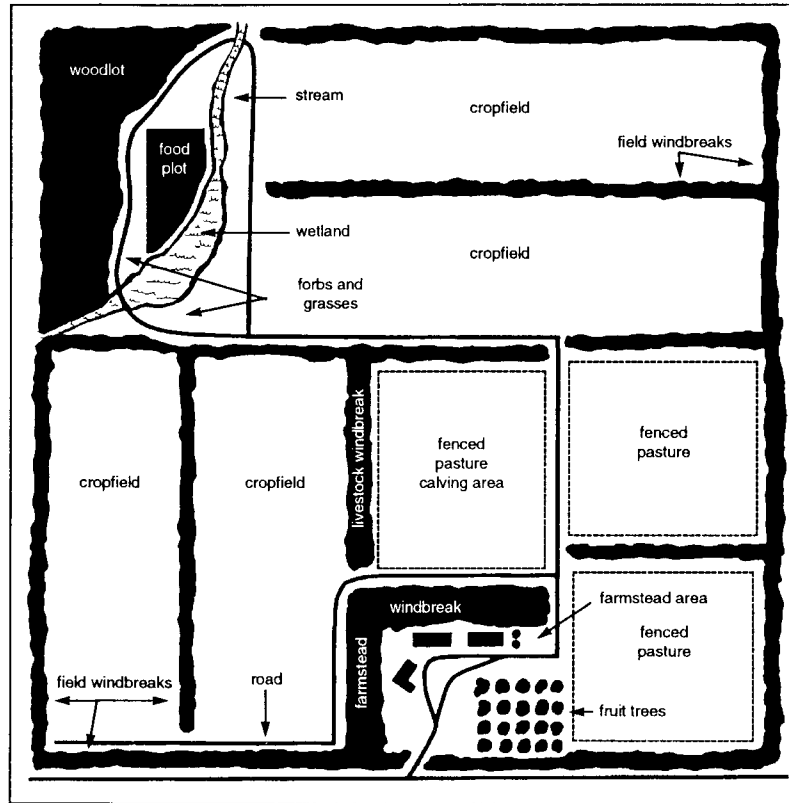 woodlot
stream
cropfield
field windbreaks
food
plot
wetland
cropfield
forbs and
grasses
livestock windbreak
fenced
pasture
calving area
fenced
pasture
cropfield
cropfield
windbreak
farmstead area
fenced
pasture
farmstead
field windbreaks
road
fruit trees